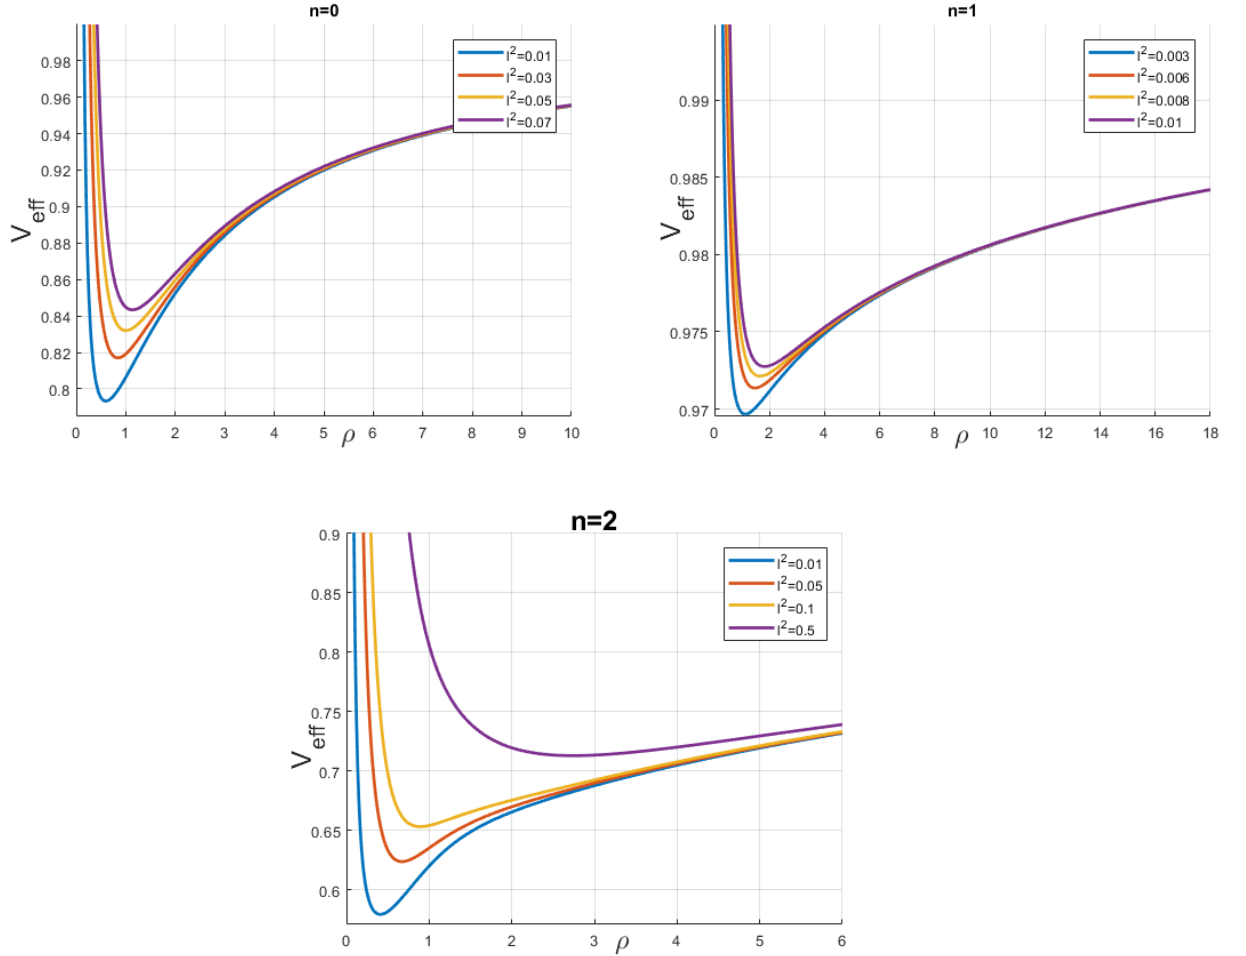 n=0
l²=0.01
l²=0.03
l²=0.05
l²=0.07
0.98
0.96
0.94
0.92
0.9
0.88
0.86
0.84
0.82
0.8
V_eff
0 1 2 3 4 5 6 7 8 9 10
ρ
n=1
l²=0.003
l²=0.006
l²=0.008
l²=0.01
0.99
0.985
0.98
0.975
0.97
V_eff
0 2 4 6 8 10 12 14 16 18
ρ
n=2
l²=0.01
l²=0.05
l²=0.1
l²=0.5
0.9
0.85
0.8
0.75
0.7
0.65
0.6
V_eff
0 1 2 3 4 5 6
ρ